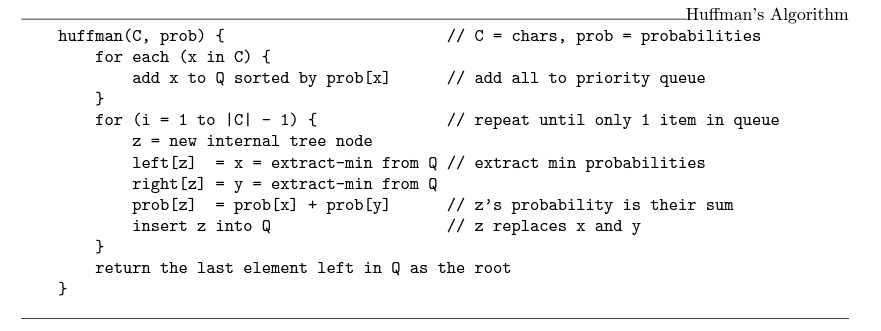 Huffman's Algorithm
huffman(C, prob) { // C = chars, prob = probabilities
for each (x in C) {
add x to Q sorted by prob[x] // add all to priority queue
}
for (i = 1 to |C| - 1) { // repeat until only 1 item in queue
z = new internal tree node
left[z] = x = extract-min from Q // extract min probabilities
right[z] = y = extract-min from Q
prob[z] = prob[x] + prob[y] // z's probability is their sum
insert z into Q // z replaces x and y
}
return the last element left in Q as the root
}